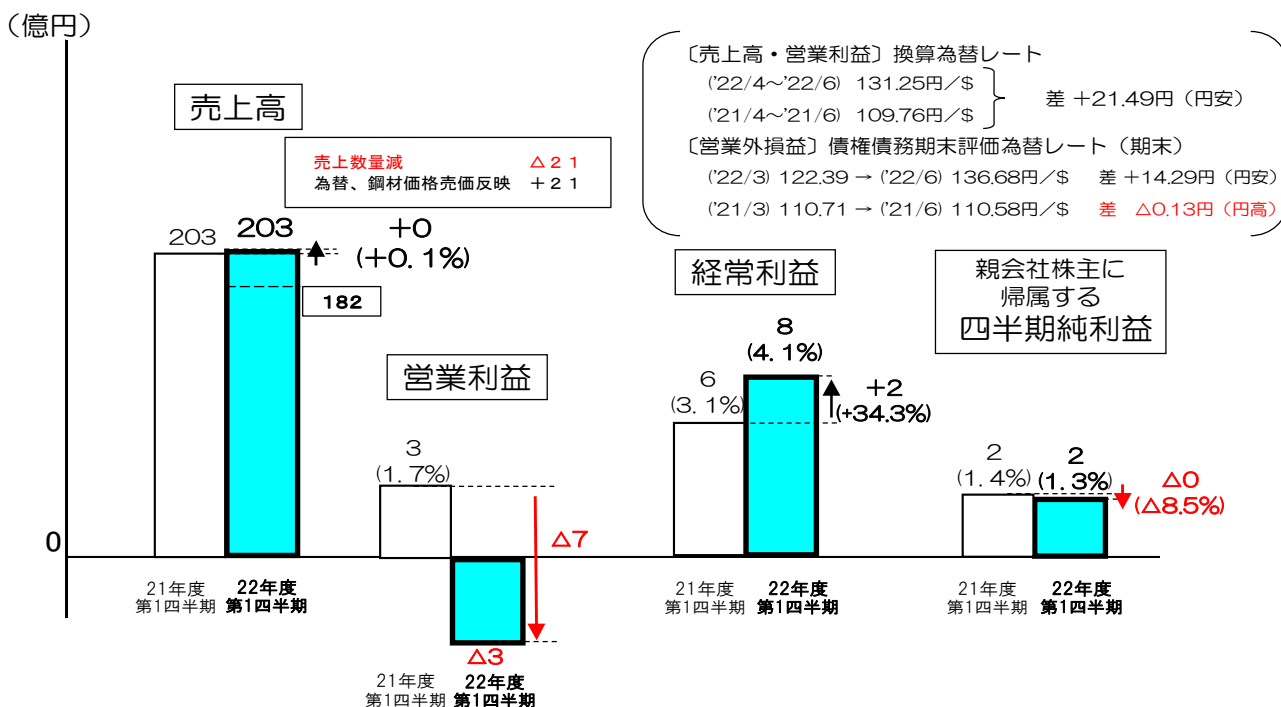 （億円）
〔売上高・営業利益〕換算為替レート
('22/4～'22/6) 131.25円／$
('21/4～'21/6) 109.76円／$
差 +21.49円（円安）
〔営業外損益〕債権債務期末評価為替レート（期末）
('22/3) 122.39 → ('22/6) 136.68円／$ 差 +14.29円（円安）
('21/3) 110.71 → ('21/6) 110.58円／$ 差 △0.13円（円高）
売上高
売上数量減 △２１
為替、鋼材価格売価反映 ＋２１
203
203
+0
(+0.1%)
182
営業利益
3
(1.7%)
△7
△3
経常利益
6
(3.1%)
8
(4.1%)
+2
(+34.3%)
親会社株主に
帰属する
四半期純利益
2
(1.4%)
2
(1.3%)
△0
(△8.5%)
0
21年度
第1四半期
22年度
第1四半期
21年度
第1四半期
22年度
第1四半期
21年度
第1四半期
22年度
第1四半期
21年度
第1四半期
22年度
第1四半期